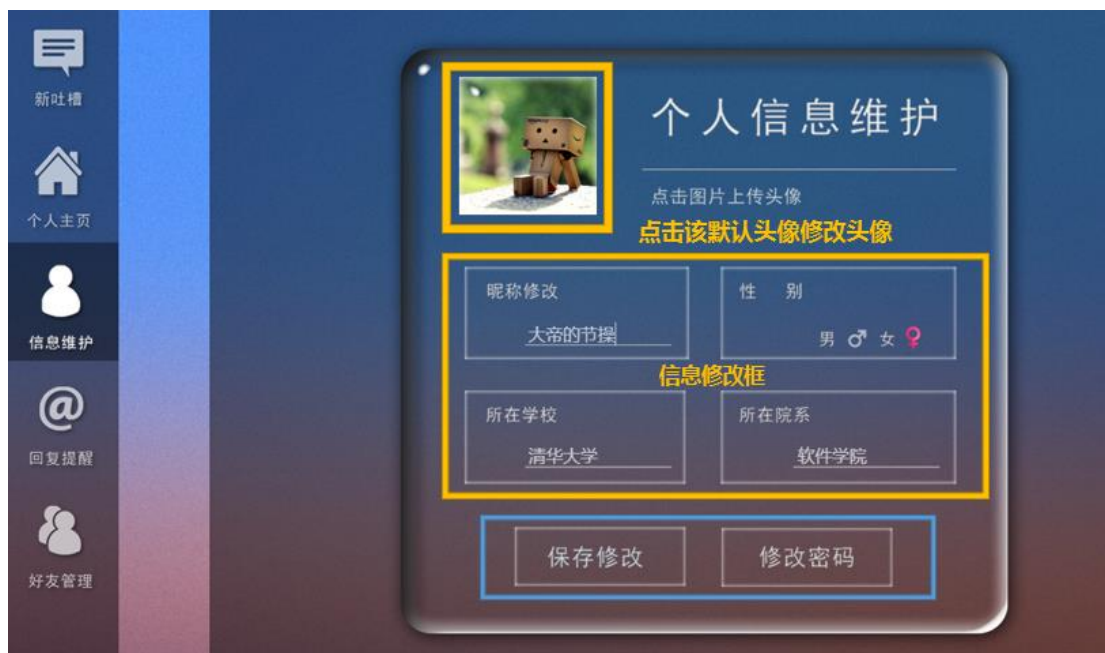 新吐槽
个人主页
信息维护
@
回复提醒
好友管理
个人信息维护
点击图片上传头像
点击该默认头像修改头像
昵称修改
大帝的节操
性 别
男 ♂ 女 ♀
信息修改框
所在学校
清华大学
所在院系
软件学院
保存修改
修改密码